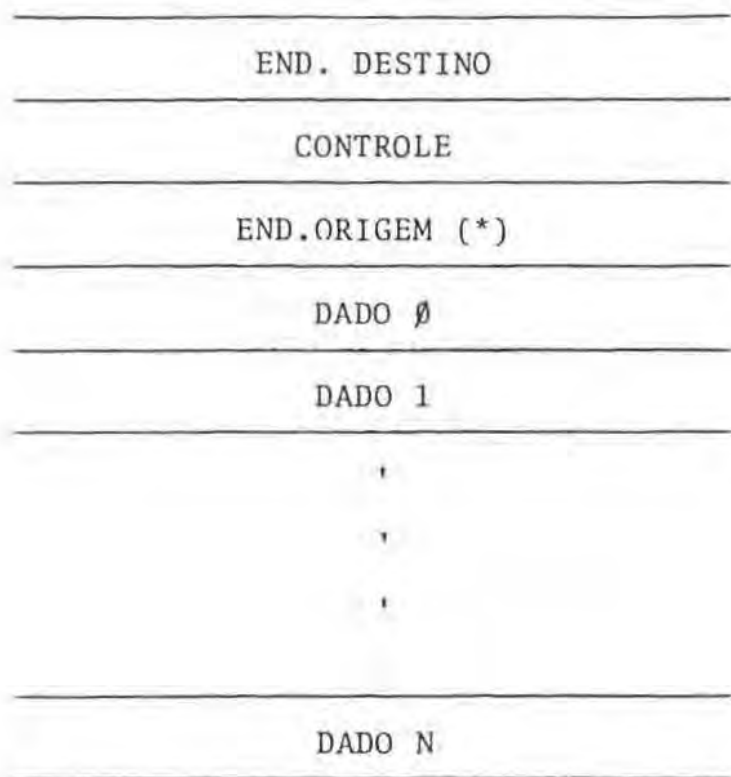 END. DESTINO
CONTROLE
END.ORIGEM (*)
DADO Ø
DADO 1
.
.
.
DADO N